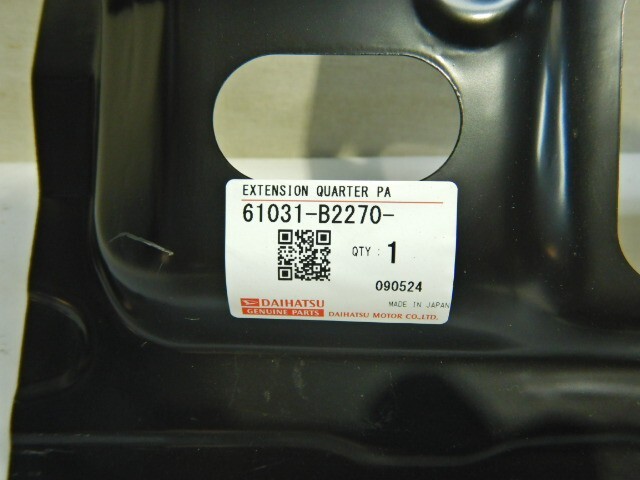 EXTENSION QUARTER PA
61031-B2270-
QTY : 1
090524
MADE IN JAPAN
DAIHATSU
GENUINE PARTS DAIHATSU MOTOR CO.,LTD.